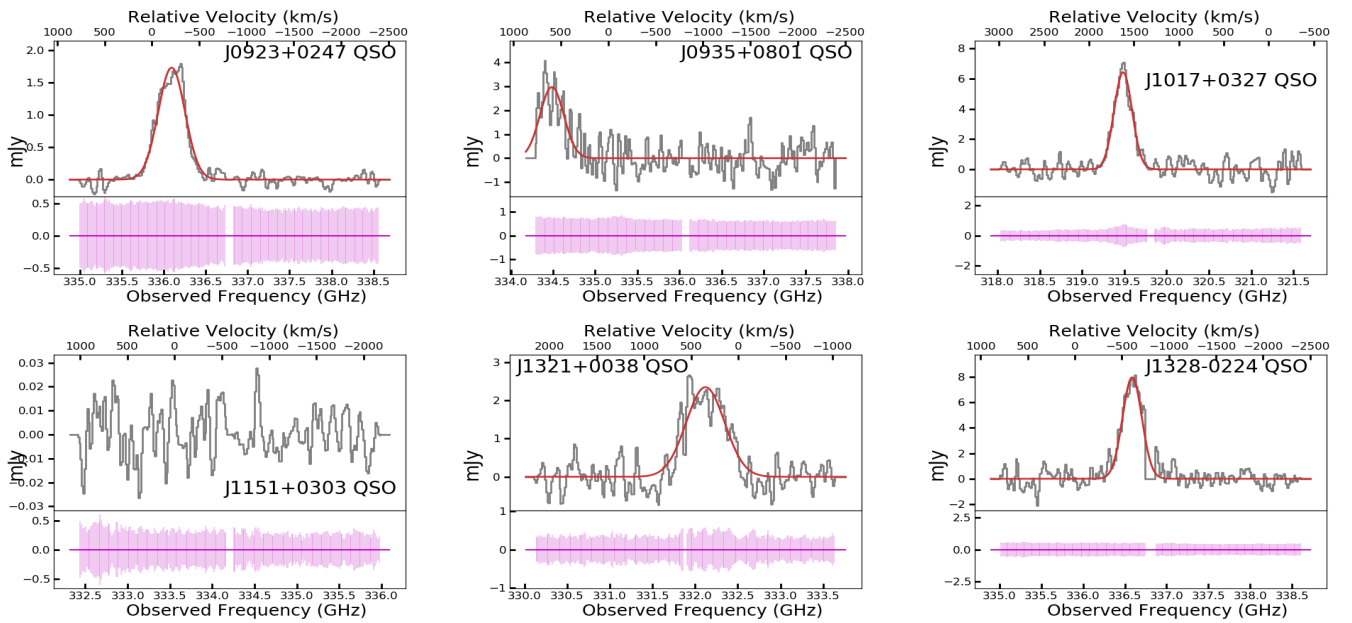 Relative Velocity (km/s)
1000 500 0 −500 −1000 −1500 −2000 −2500
J0923+0247 QSO
2.0
1.5
1.0
0.5
0.0
mJy
0.5
0.0
−0.5
335.0 335.5 336.0 336.5 337.0 337.5 338.0 338.5
Observed Frequency (GHz)
Relative Velocity (km/s)
1000 500 0 −500 −1000 −1500 −2000 −2500
J0935+0801 QSO
4
3
2
1
0
−1
mJy
1
0
−1
334.0 334.5 335.0 335.5 336.0 336.5 337.0 337.5 338.0
Observed Frequency (GHz)
Relative Velocity (km/s)
3000 2500 2000 1500 1000 500 0 −500
J1017+0327 QSO
8
6
4
2
0
mJy
2
0
−2
318.0 318.5 319.0 319.5 320.0 320.5 321.0 321.5
Observed Frequency (GHz)
Relative Velocity (km/s)
1000 500 0 −500 −1000 −1500 −2000
0.03
0.02
0.01
0.00
0.01
0.02
−0.03
mJy
J1151+0303 QSO
0.5
0.0
−0.5
332.5 333.0 333.5 334.0 334.5 335.0 335.5 336.0
Observed Frequency (GHz)
Relative Velocity (km/s)
2000 1500 1000 500 0 −500 −1000
J1321+0038 QSO
3
2
1
0
mJy
1
0
−1
330.0 330.5 331.0 331.5 332.0 332.5 333.0 333.5
Observed Frequency (GHz)
Relative Velocity (km/s)
1000 500 0 −500 −1000 −1500 −2000 −2500
J1328-0224 QSO
8
6
4
2
0
−2
mJy
2.5
0.0
−2.5
335.0 335.5 336.0 336.5 337.0 337.5 338.0 338.5
Observed Frequency (GHz)